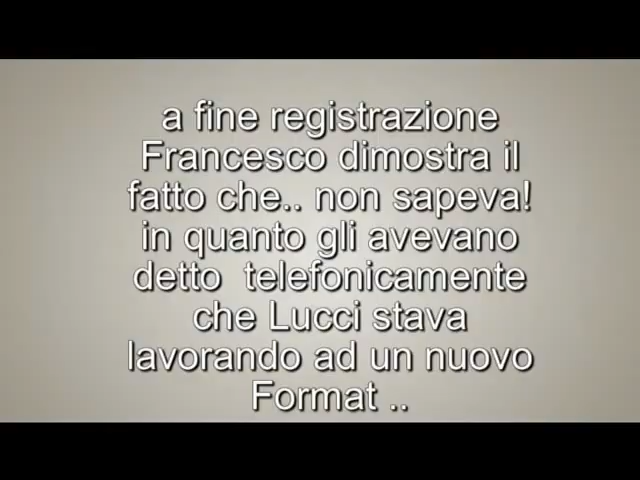 a fine registrazione
Francesco dimostra il
fatto che.. non sapeva!
in quanto gli avevano
detto  telefonicamente
che Lucci stava
lavorando ad un nuovo
Format ..